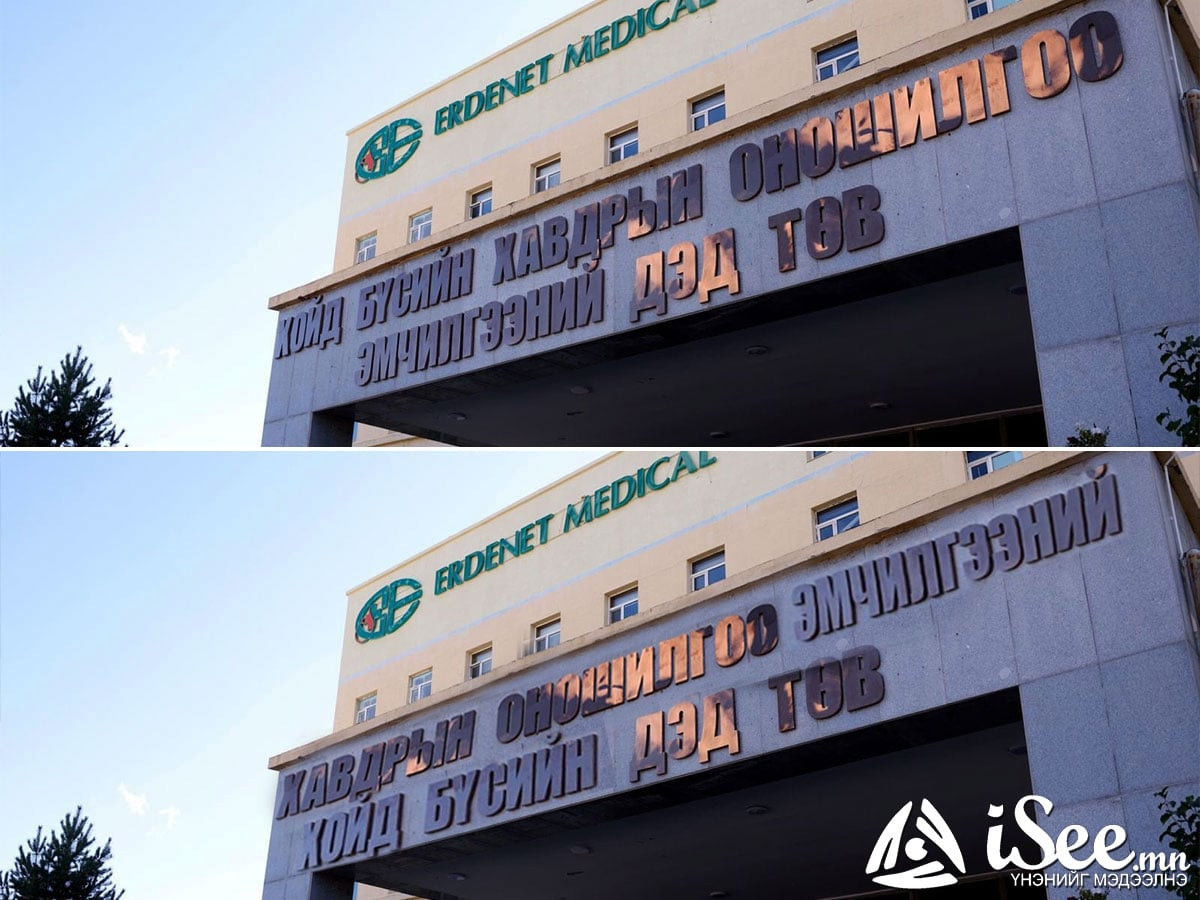 ERDENET MEDICAL
ХОЙД БҮСИЙН ХАВДРЫН ОНОШИЛГОО
ЭМЧИЛГЭЭНИЙ ДЭД ТӨВ
ERDENET MEDICAL
ХАВДРЫН ОНОШИЛГОО ЭМЧИЛГЭЭНИЙ
ХОЙД БҮСИЙН ДЭД ТӨВ
iSee.mn
ҮНЭНИЙГ МЭДЭЭЛНЭ